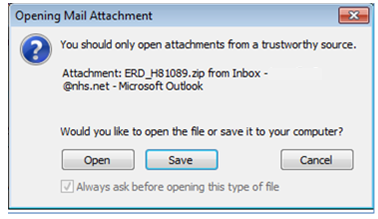 Opening Mail Attachment
You should only open attachments from a trustworthy source.
Attachment: ERD_H81089.zip from Inbox -
@nhs.net - Microsoft Outlook
Would you like to open the file or save it to your computer?
Open Save Cancel
Always ask before opening this type of file